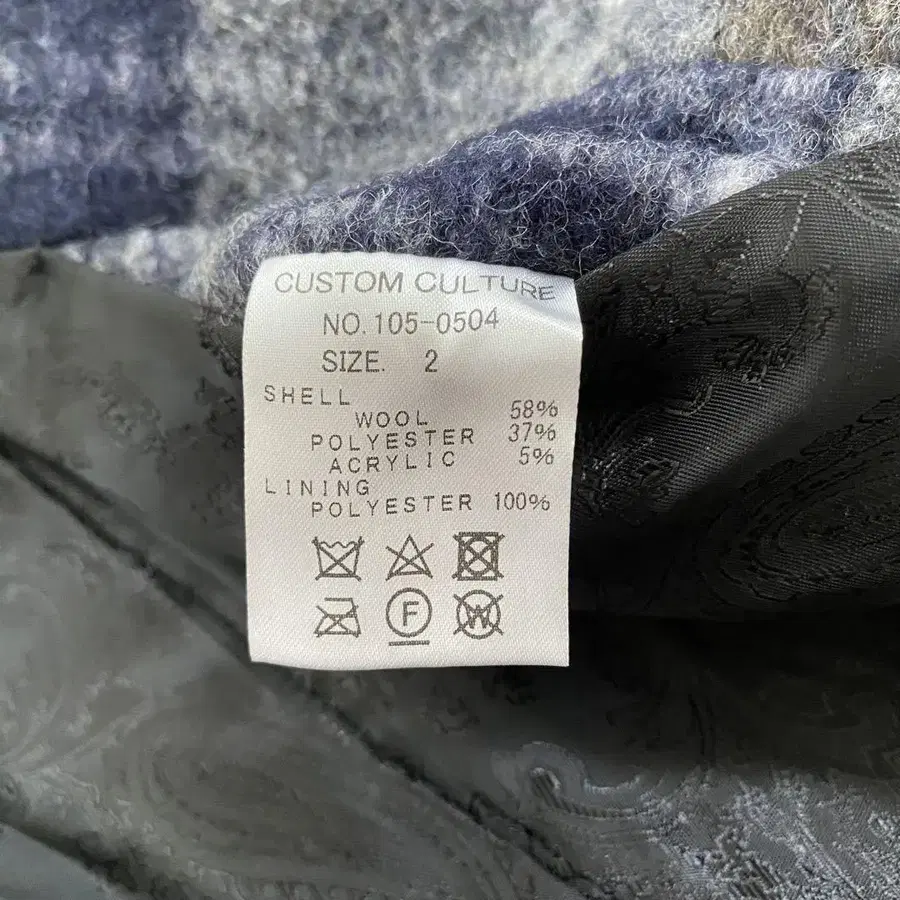 CUSTOM CULTURE
NO. 105-0504
SIZE. 2
SHELL
WOOL 58%
POLYESTER 37%
ACRYLIC 5%
LINING
POLYESTER 100%
F W